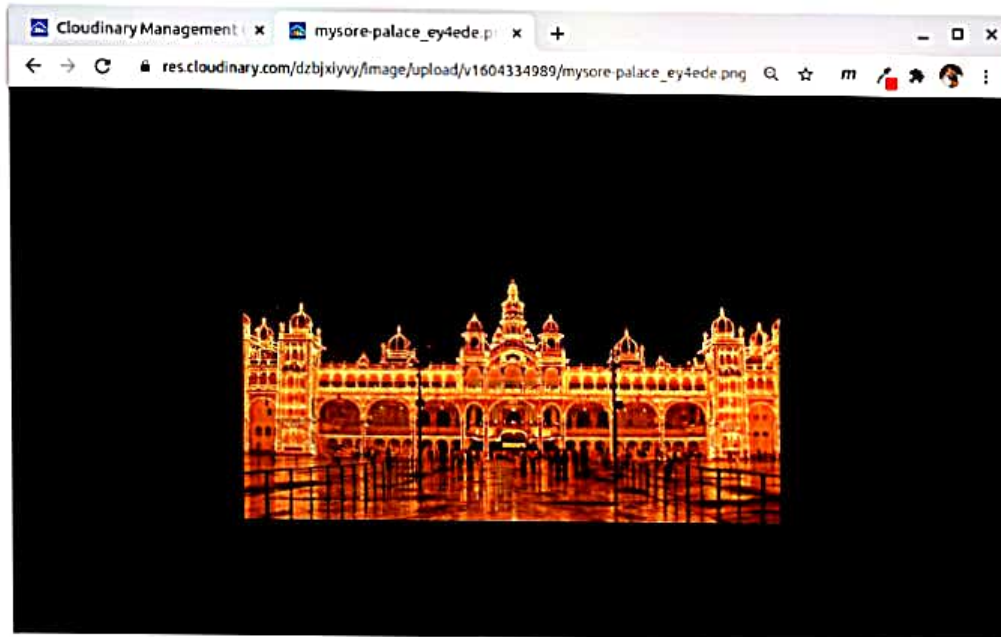 Cloudinary Management
mysore-palace_ey4ede.p
res.cloudinary.com/dzbjxiyvy/image/upload/v1604334989/mysore-palace_ey4ede.png
m